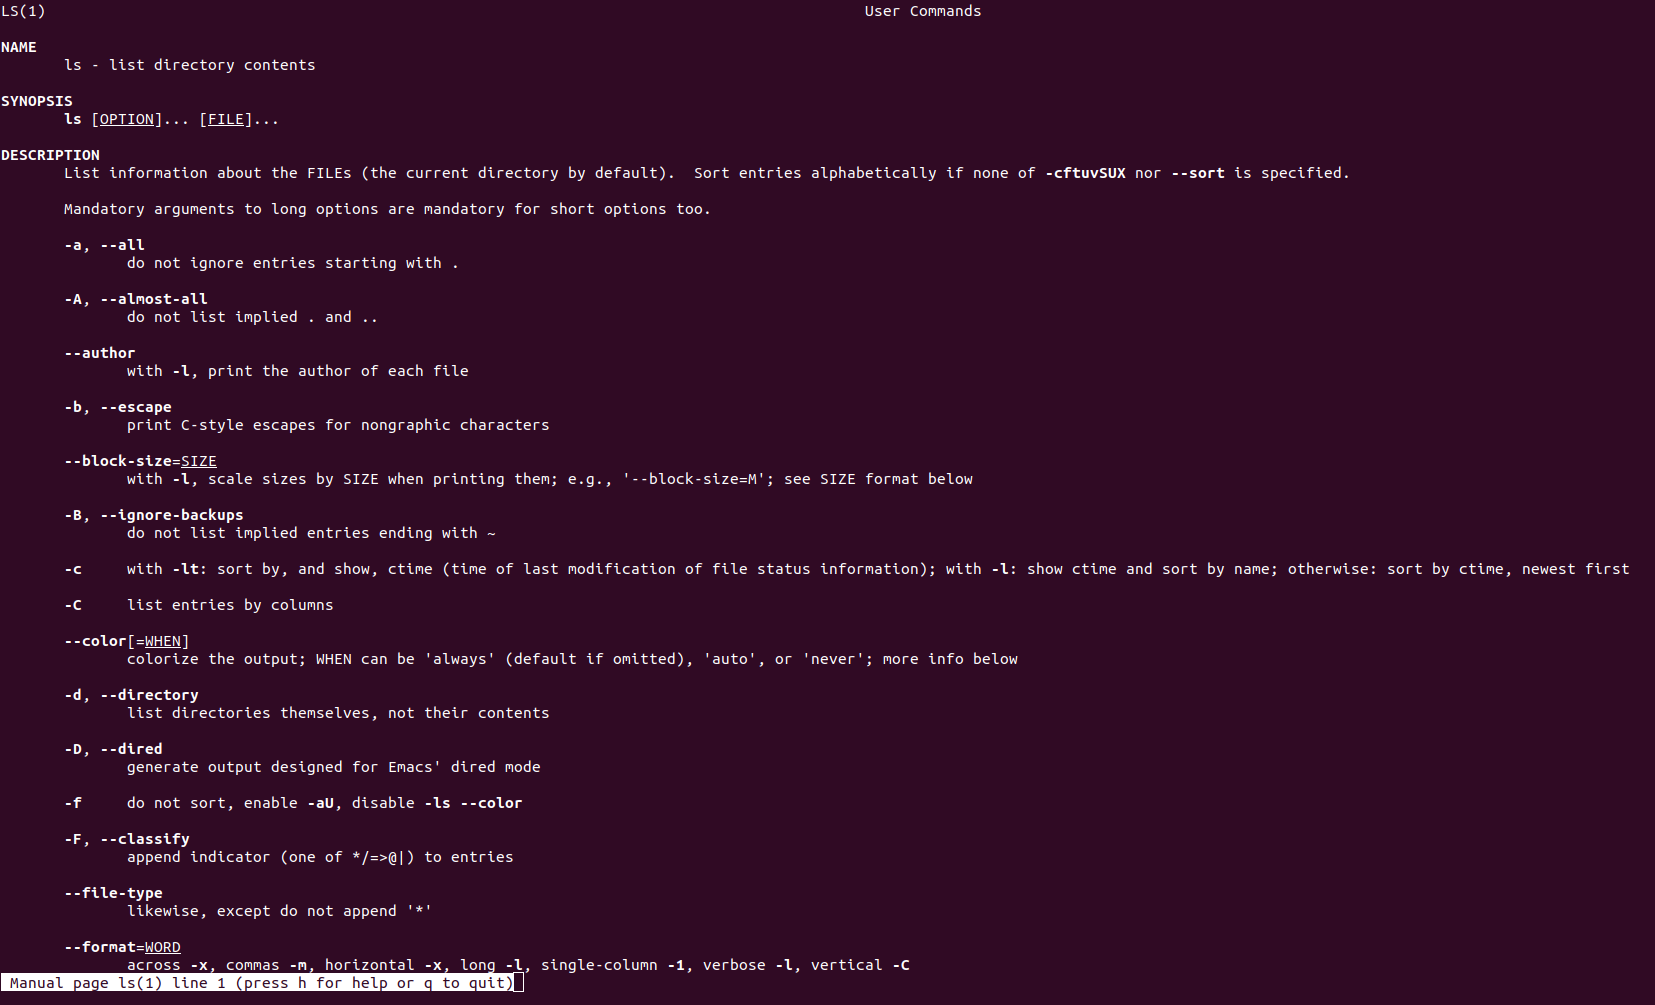 LS(1) User Commands
NAME
ls - list directory contents
SYNOPSIS
ls [OPTION]... [FILE]...
DESCRIPTION
List information about the FILEs (the current directory by default).  Sort entries alphabetically if none of -cftuvSUX nor --sort is specified.
Mandatory arguments to long options are mandatory for short options too.
-a, --all
do not ignore entries starting with .
-A, --almost-all
do not list implied . and ..
--author
with -l, print the author of each file
-b, --escape
print C-style escapes for nongraphic characters
--block-size=SIZE
with -l, scale sizes by SIZE when printing them; e.g., '--block-size=M'; see SIZE format below
-B, --ignore-backups
do not list implied entries ending with ~
-c with -lt: sort by, and show, ctime (time of last modification of file status information); with -l: show ctime and sort by name; otherwise: sort by ctime, newest first
-C list entries by columns
--color[=WHEN]
colorize the output; WHEN can be 'always' (default if omitted), 'auto', or 'never'; more info below
-d, --directory
list directories themselves, not their contents
-D, --dired
generate output designed for Emacs' dired mode
-f do not sort, enable -aU, disable -ls --color
-F, --classify
append indicator (one of */=>@|) to entries
--file-type
likewise, except do not append '*'
--format=WORD
across -x, commas -m, horizontal -x, long -l, single-column -1, verbose -l, vertical -C
Manual page ls(1) line 1 (press h for help or q to quit)